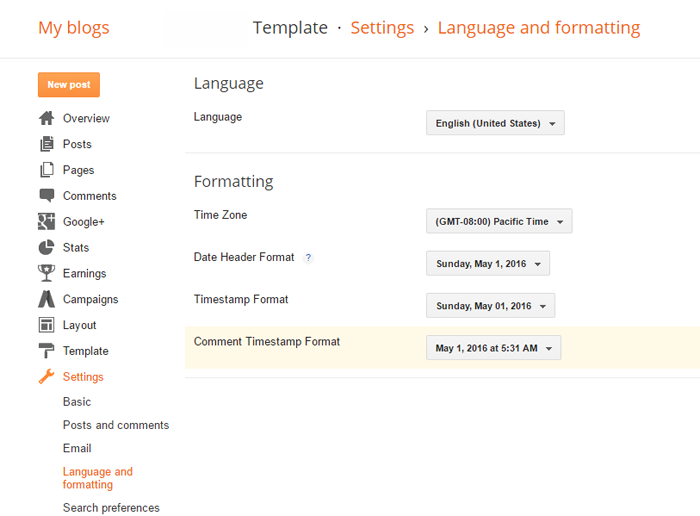 My blogs
Template · Settings › Language and formatting
New post
Overview
Posts
Pages
Comments
Google+
Stats
Earnings
Campaigns
Layout
Template
Settings
Basic
Posts and comments
Email
Language and
formatting
Search preferences
Language
Language English (United States)
Formatting
Time Zone (GMT-08:00) Pacific Time
Date Header Format ? Sunday, May 1, 2016
Timestamp Format Sunday, May 01, 2016
Comment Timestamp Format May 1, 2016 at 5:31 AM